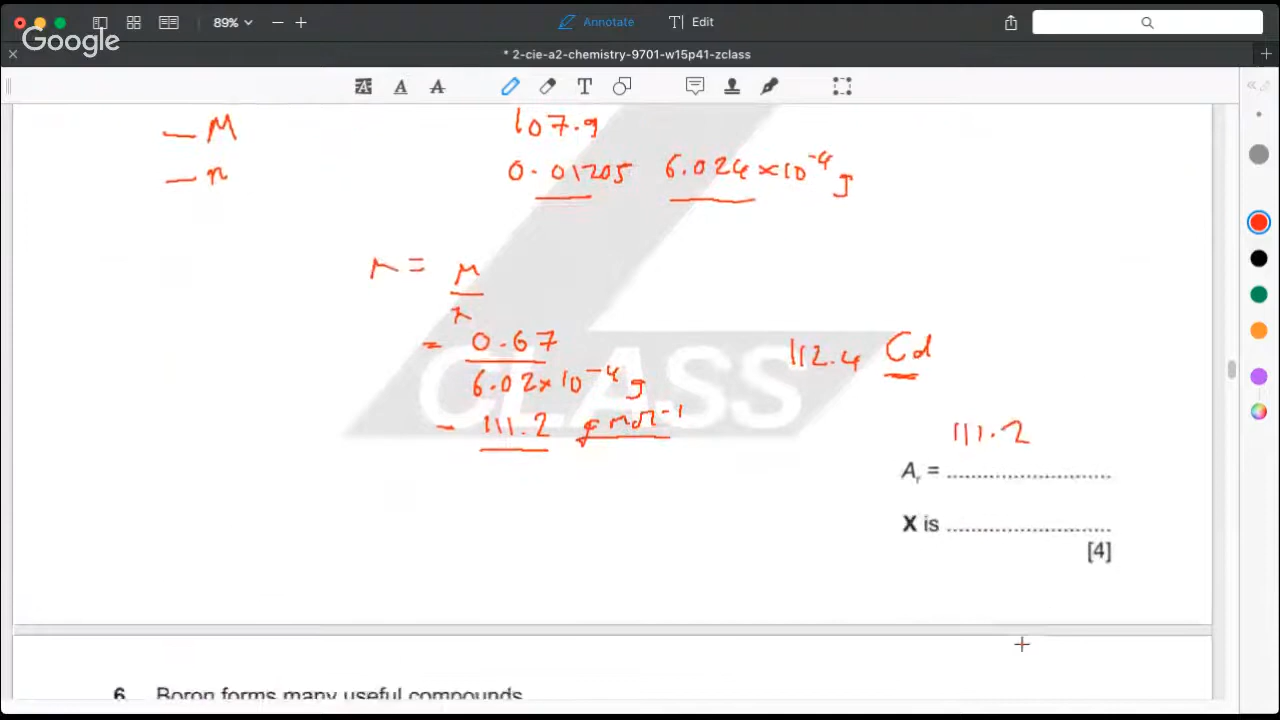 89%
Annotate
Edit
Google
* 2-cie-a2-chemistry-9701-w15p41-zclass
— M 107.9
— n 0.01205 6.024 × 10⁻⁴ g
M = M
n
= 0.67
6.02 × 10⁻⁴ g
112.4 Cd
CLASS
= 111.2 g mol⁻¹
111.2
Aᵣ = ..............................
X is ..............................
[4]
6 Boron forms many useful compounds